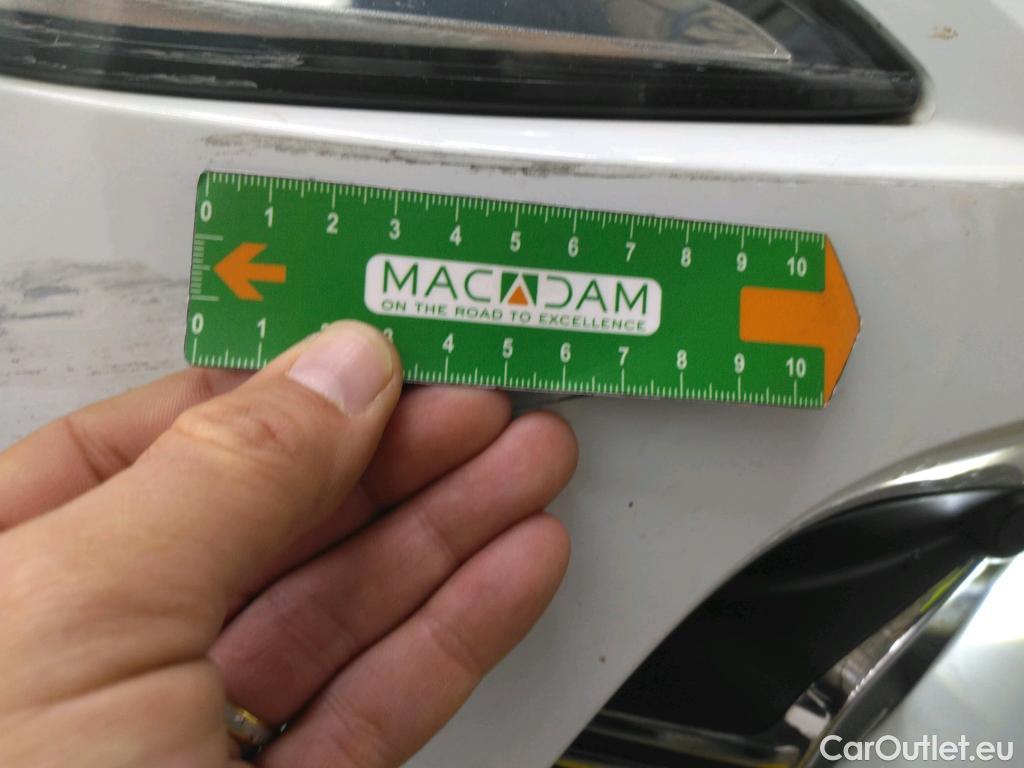 0 1 2 3 4 5 6 7 8 9 10
MACADAM
ON THE ROAD TO EXCELLENCE
0 1 2 3 4 5 6 7 8 9 10
CarOutlet.eu